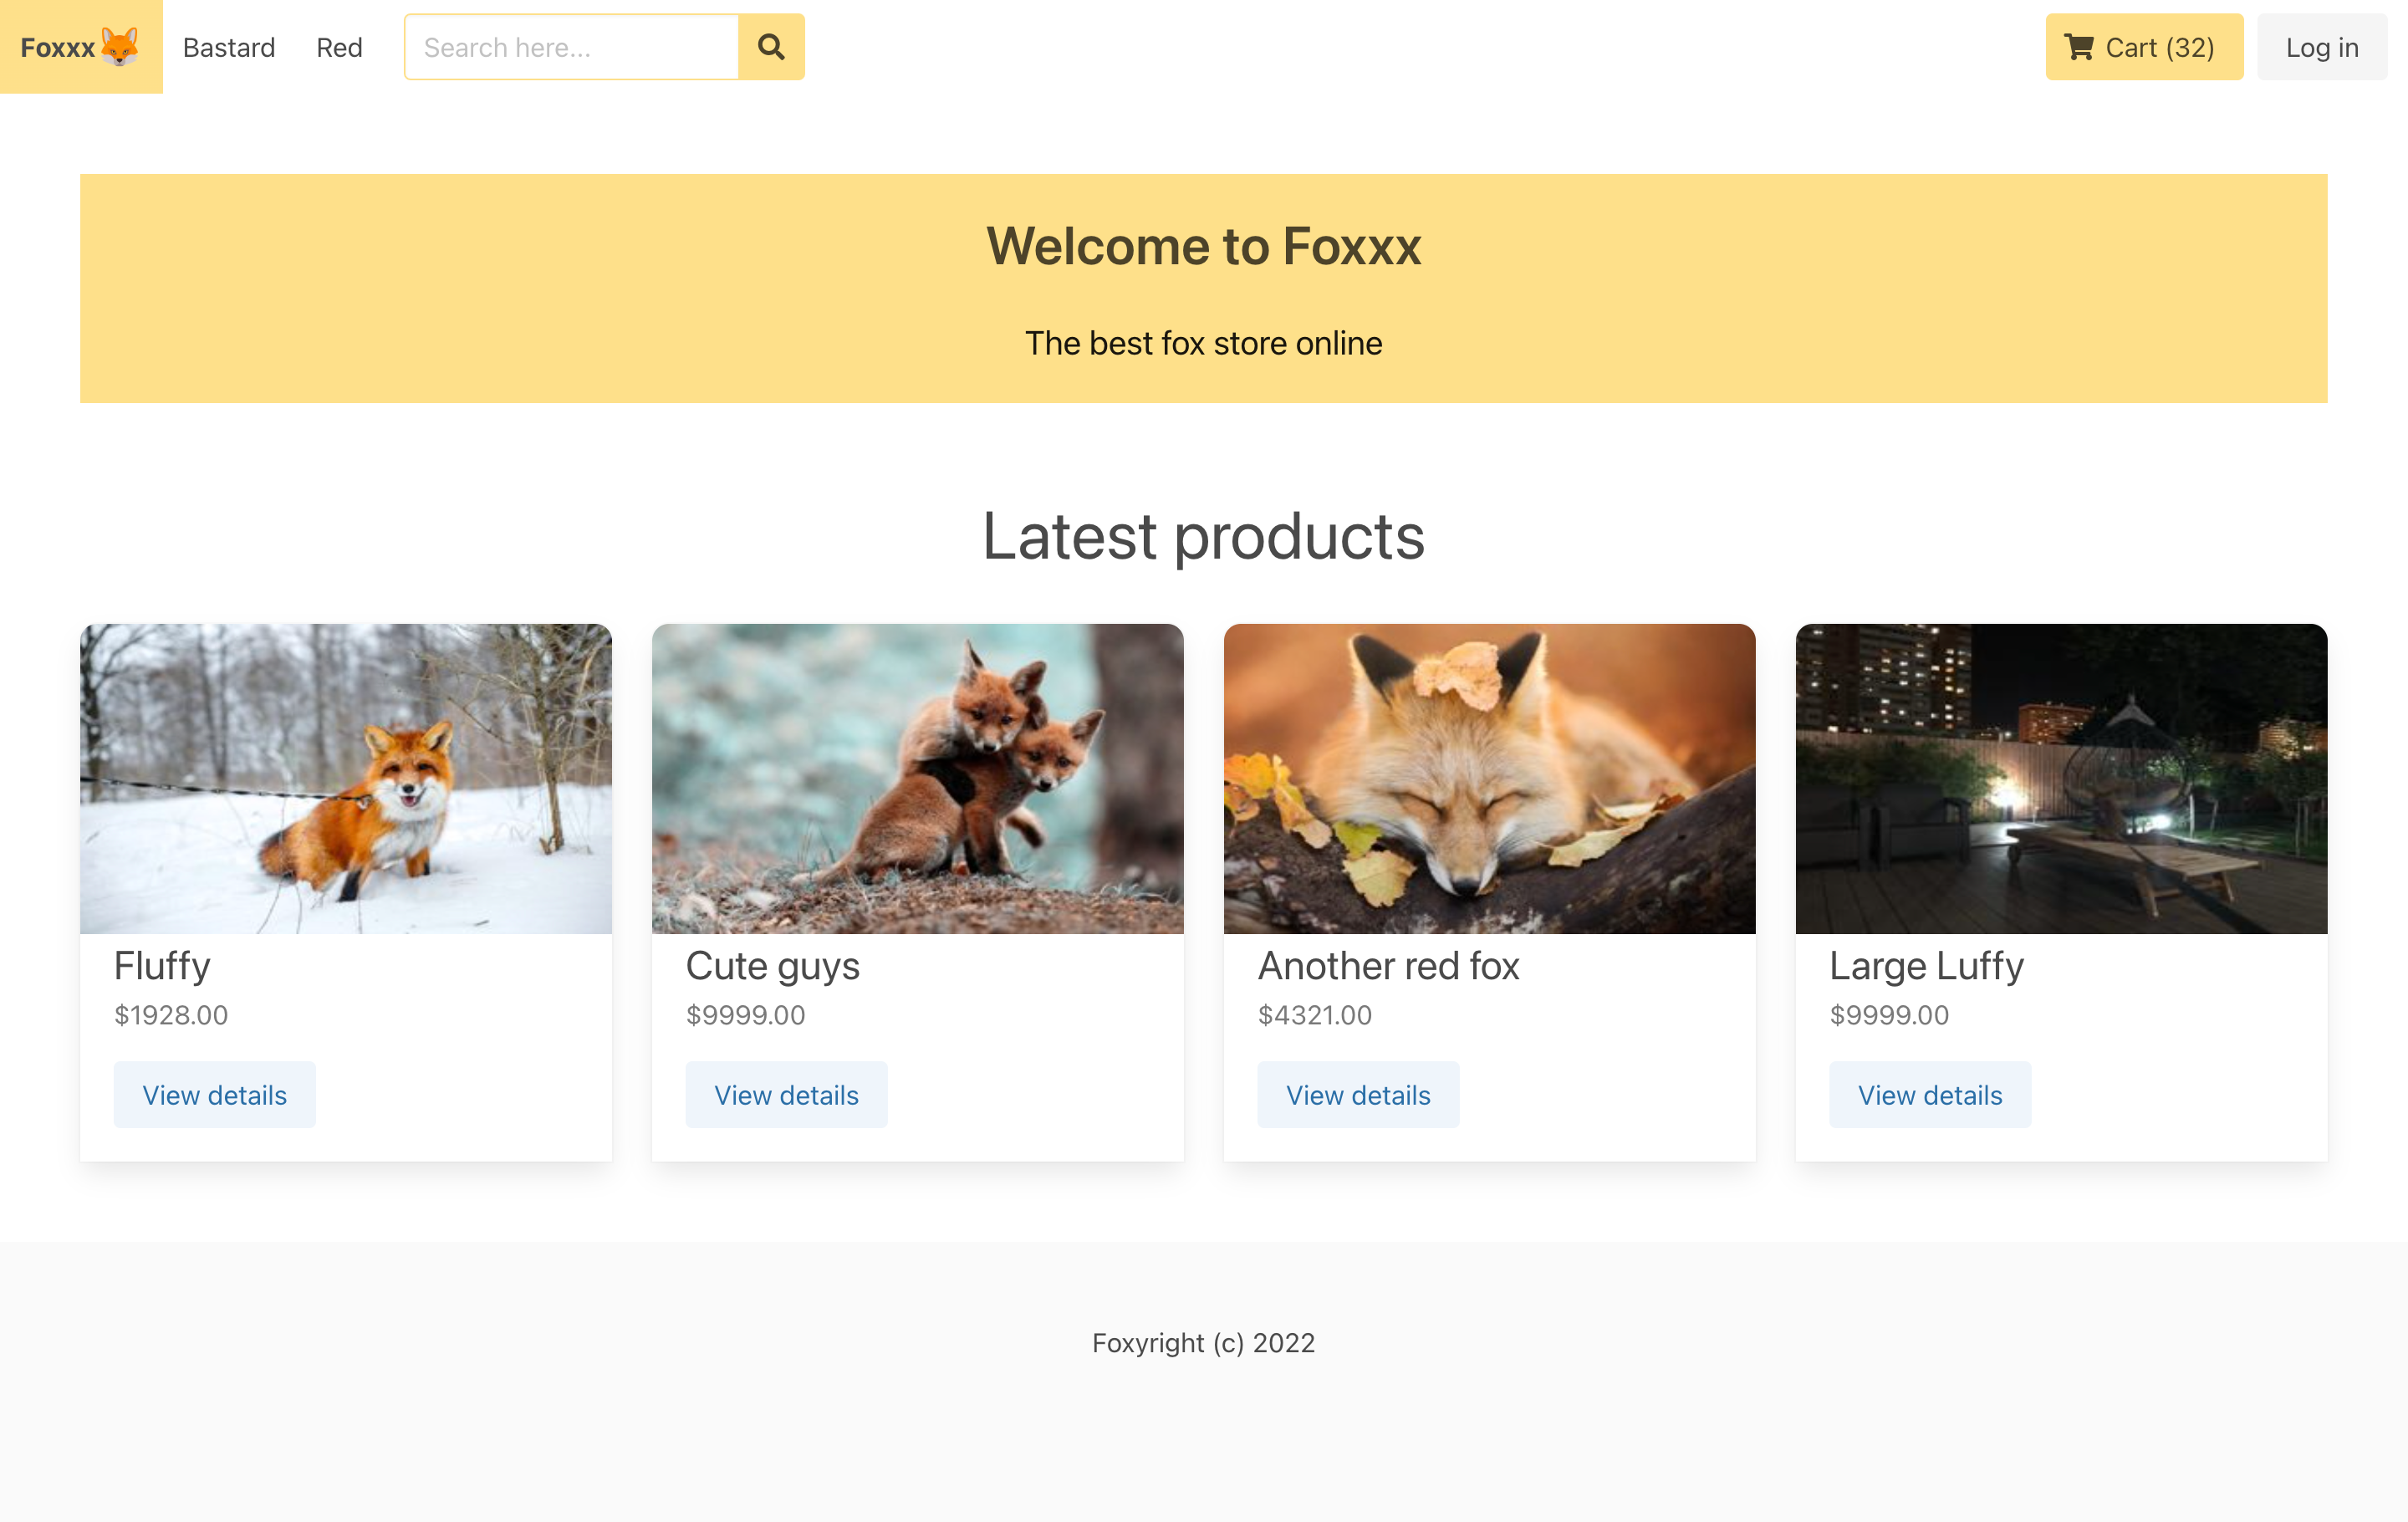 Foxxx🦊 Bastard Red Search here... Cart (32) Log in
Welcome to Foxxx
The best fox store online
Latest products
Fluffy
$1928.00
View details
Cute guys
$9999.00
View details
Another red fox
$4321.00
View details
Large Luffy
$9999.00
View details
Foxyright (c) 2022